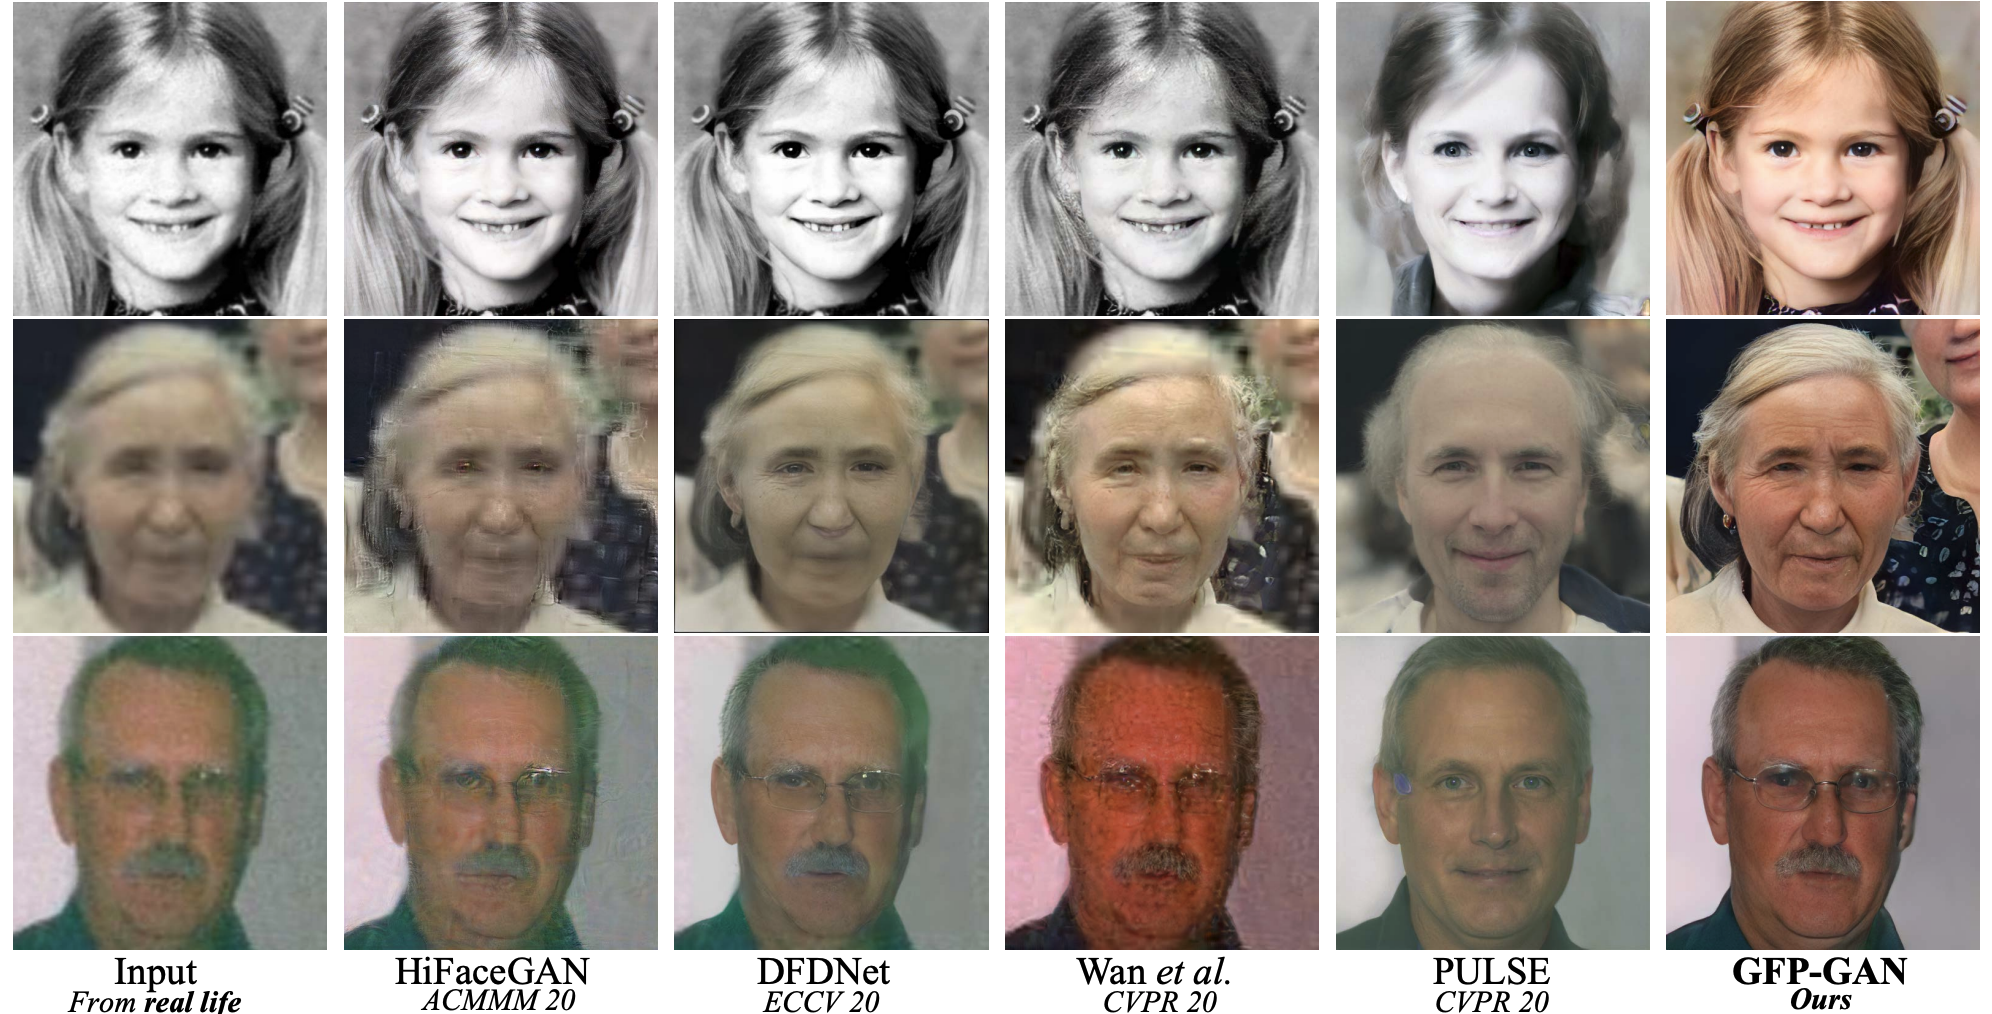 Input
From real life
HiFaceGAN
ACMMM 20
DFDNet
ECCV 20
Wan et al.
CVPR 20
PULSE
CVPR 20
GFP-GAN
Ours